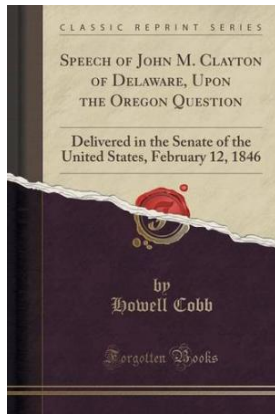 CLASSIC REPRINT SERIES
SPEECH OF JOHN M. CLAYTON
OF DELAWARE, UPON
THE OREGON QUESTION
Delivered in the Senate of the
United States, February 12, 1846
by
Howell Cobb
Forgotten Books